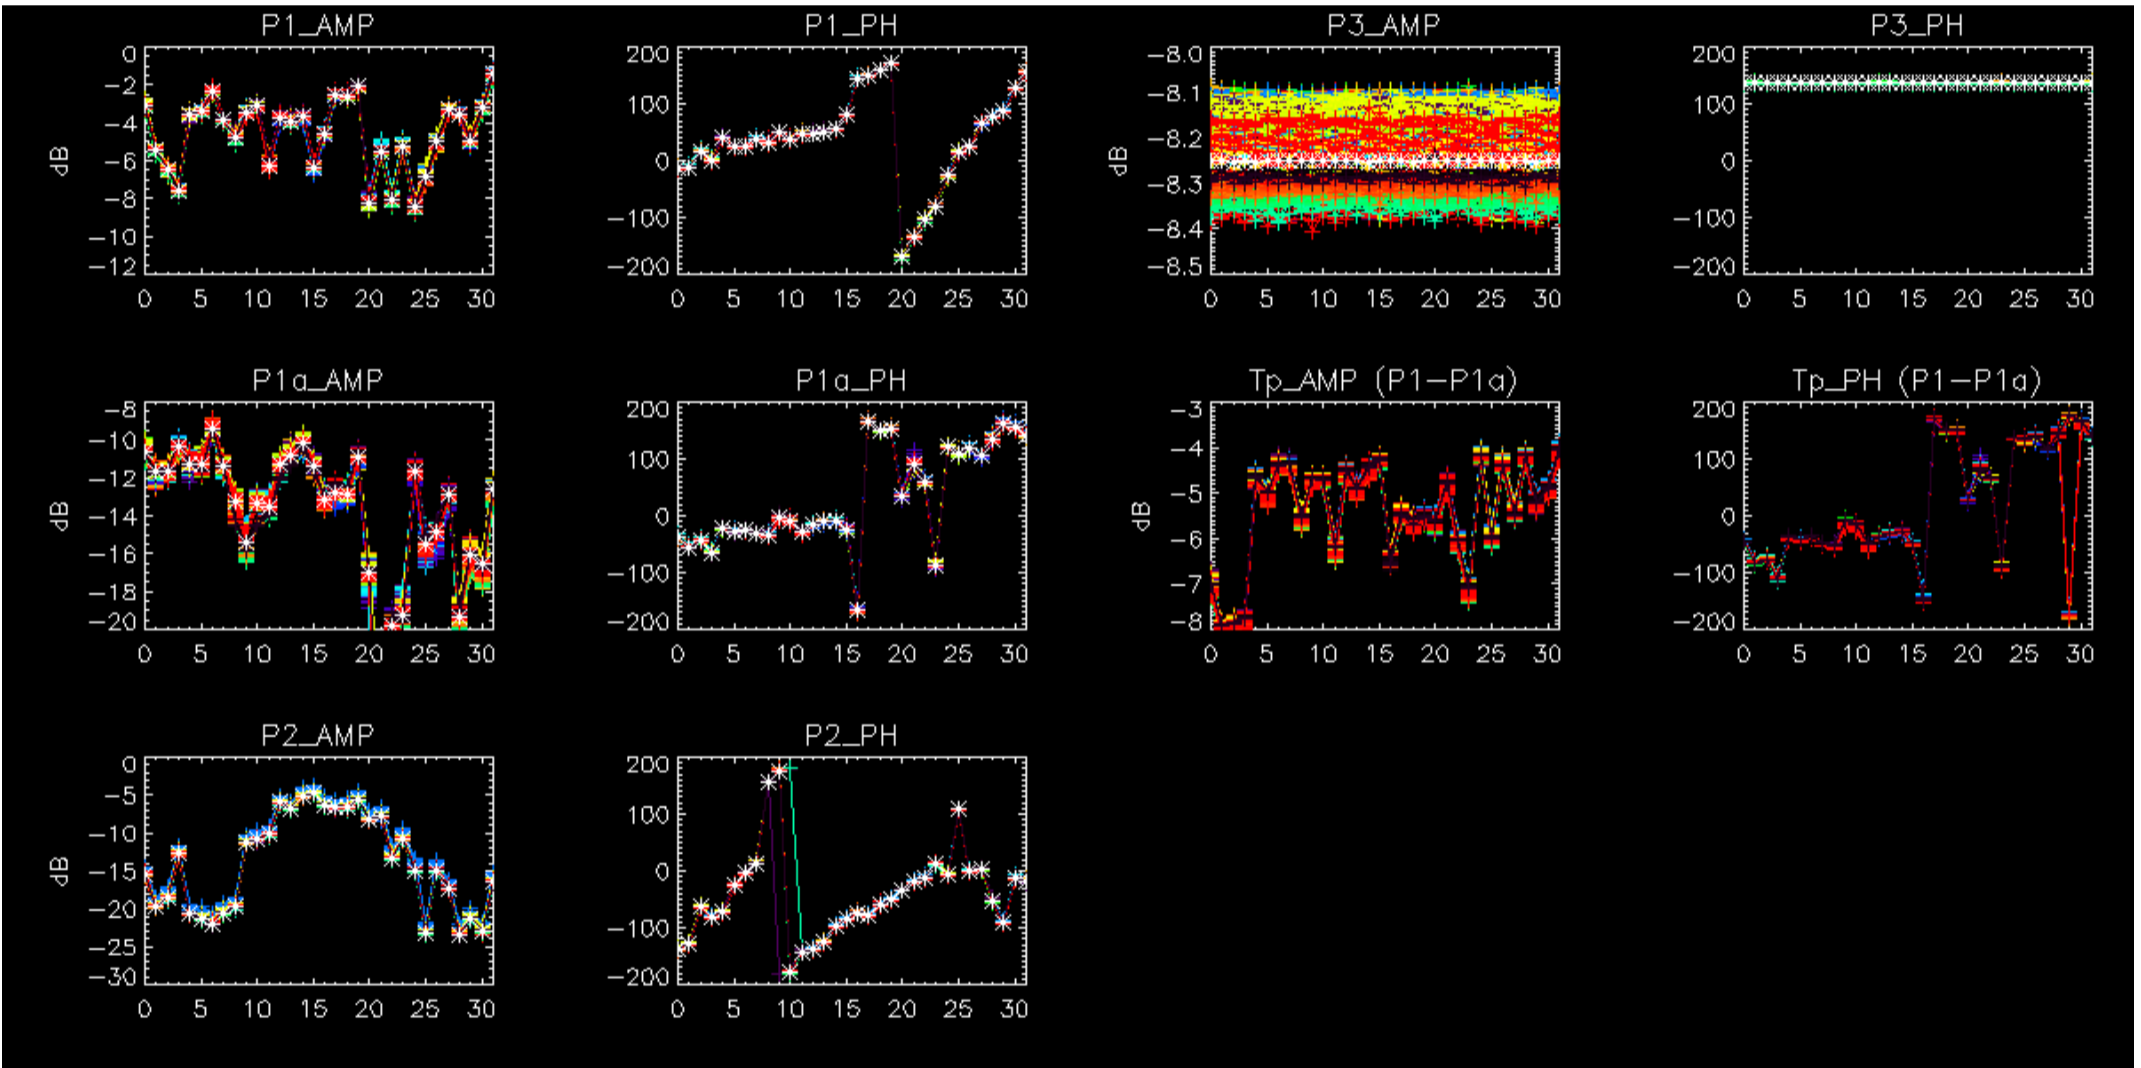 P1_AMP
P1_PH
P3_AMP
P3_PH
0
−2
−4
−6
−8
−10
−12
dB
0 5 10 15 20 25 30
200
100
0
−100
−200
0 5 10 15 20 25 30
−8.0
−8.1
−8.2
−8.3
−8.4
−8.5
dB
0 5 10 15 20 25 30
200
100
0
−100
−200
0 5 10 15 20 25 30
P1a_AMP
P1a_PH
Tp_AMP (P1−P1a)
Tp_PH (P1−P1a)
−8
−10
−12
−14
−16
−18
−20
dB
0 5 10 15 20 25 30
200
100
0
−100
−200
0 5 10 15 20 25 30
−3
−4
−5
−6
−7
−8
dB
0 5 10 15 20 25 30
200
100
0
−100
−200
0 5 10 15 20 25 30
P2_AMP
P2_PH
0
−5
−10
−15
−20
−25
−30
dB
0 5 10 15 20 25 30
200
100
0
−100
−200
0 5 10 15 20 25 30